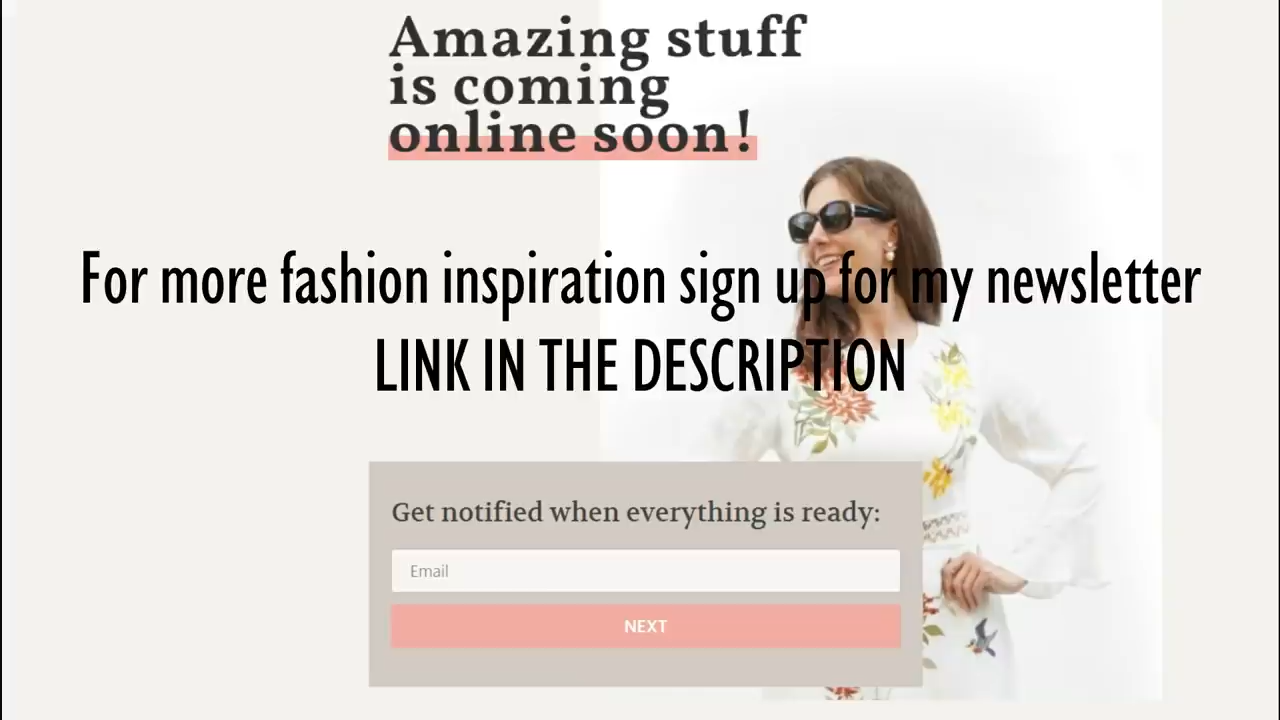 Amazing stuff
is coming
online soon!
For more fashion inspiration sign up for my newsletter
LINK IN THE DESCRIPTION
Get notified when everything is ready:
Email
NEXT